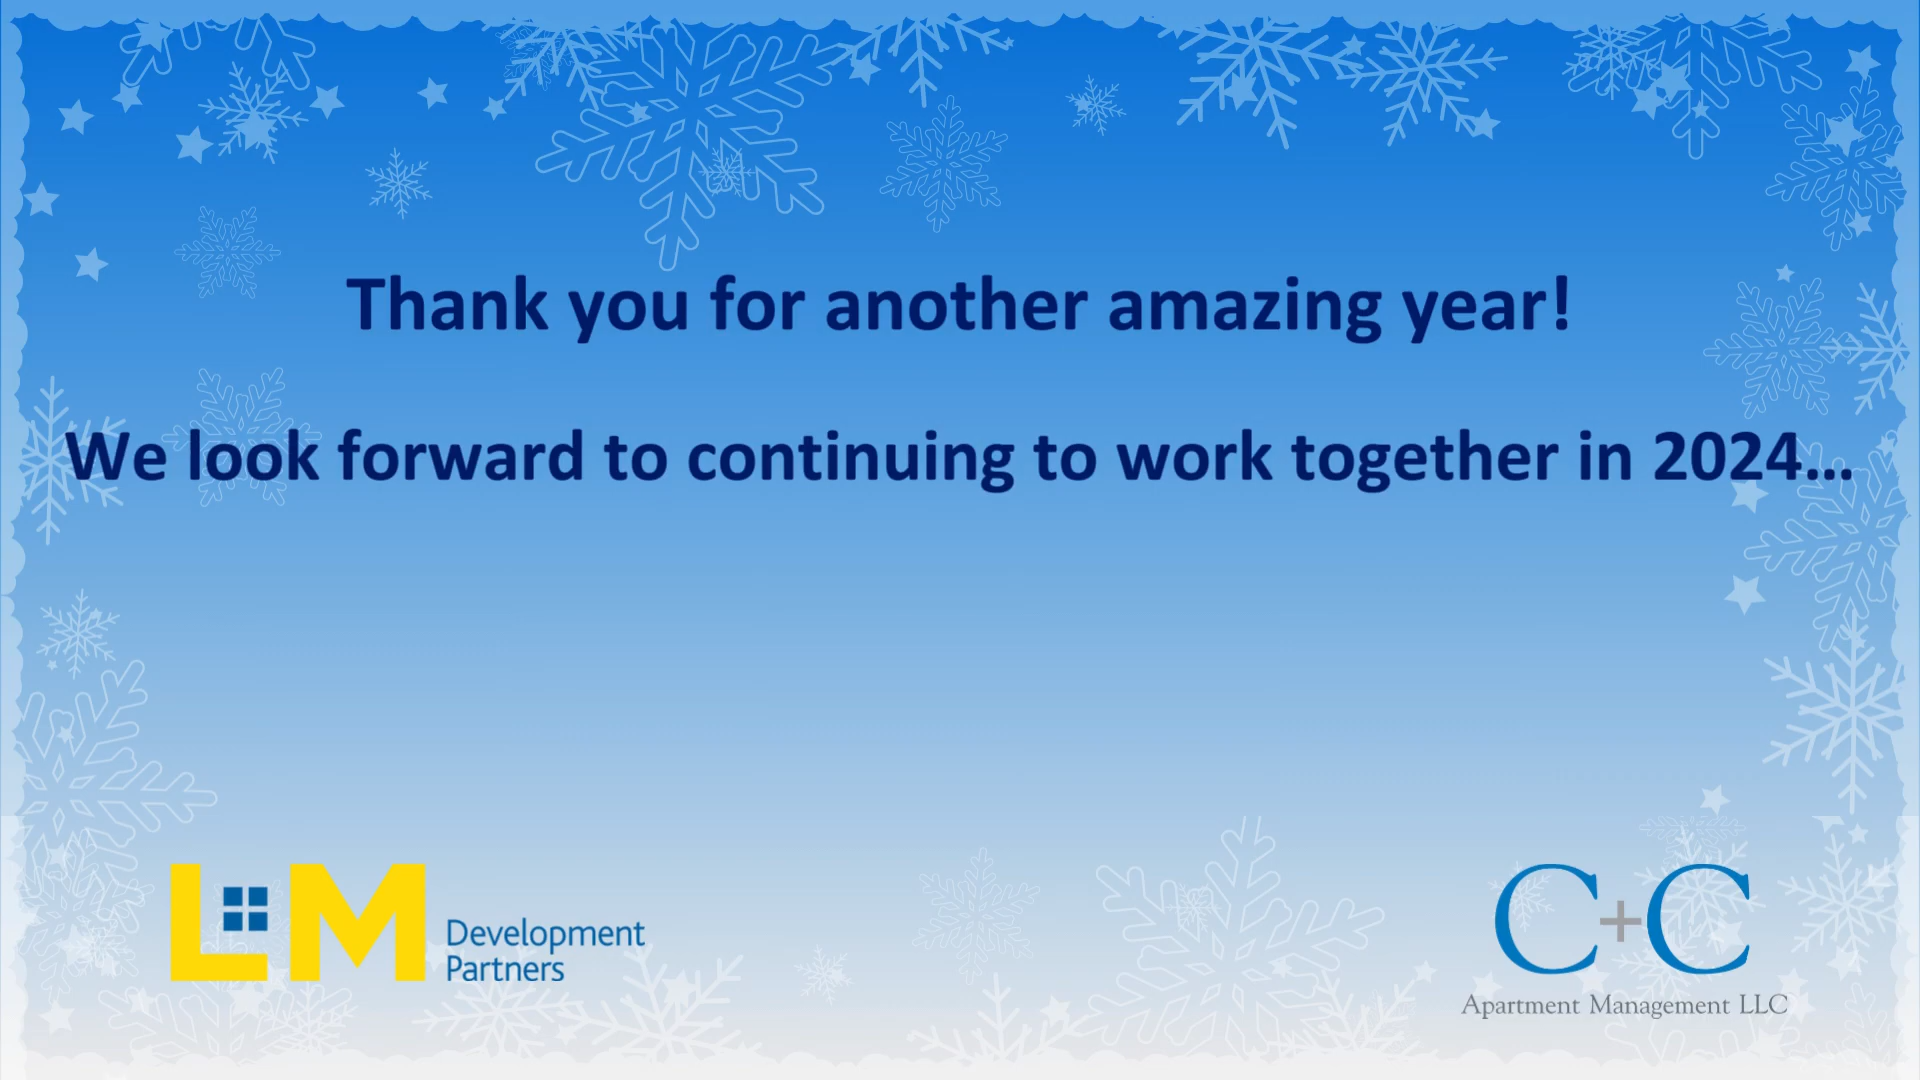 Thank you for another amazing year!
We look forward to continuing to work together in 2024...
L M
Development
Partners
C+C
Apartment Management LLC